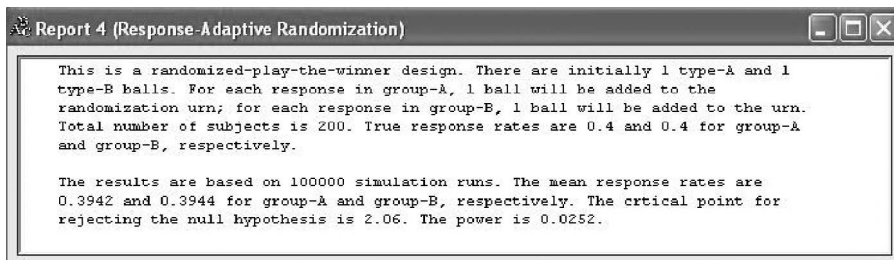 Report 4 (Response-Adaptive Randomization)
This is a randomized-play-the-winner design. There are initially 1 type-A and 1
type-B balls. For each response in group-A, 1 ball will be added to the
randomization urn; for each response in group-B, 1 ball will be added to the urn.
Total number of subjects is 200. True response rates are 0.4 and 0.4 for group-A
and group-B, respectively.
The results are based on 100000 simulation runs. The mean response rates are
0.3942 and 0.3944 for group-A and group-B, respectively. The crtical point for
rejecting the null hypothesis is 2.06. The power is 0.0252.